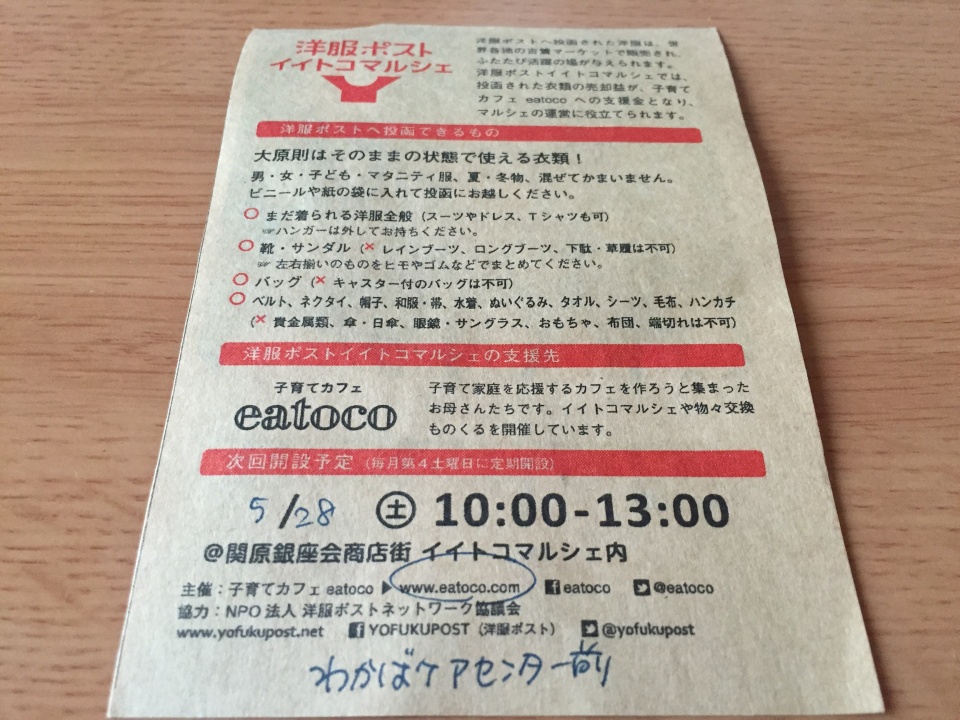 洋服ポスト
イイトコマルシェ
洋服ポストへ投函された洋服は、世
界各地の古着マーケットで販売され、
ふたたび活躍の場が与えられます。
洋服ポストイイトコマルシェでは、
投函された衣類の売却益が、子育て
カフェ eatoco への支援金となり、
マルシェの運営に役立てられます。
洋服ポストへ投函できるもの
大原則はそのままの状態で使える衣類！
男・女・子ども・マタニティ服、夏・冬物、混ぜてかまいません。
ビニールや紙の袋に入れて投函にお越しください。
○ まだ着られる洋服全般（スーツやドレス、Tシャツも可）
☞ハンガーは外してお持ちください。
○ 靴・サンダル（× レインブーツ、ロングブーツ、下駄・草履は不可）
☞ 左右揃いのものをヒモやゴムなどでまとめてください。
○ バッグ（× キャスター付のバッグは不可）
○ ベルト、ネクタイ、帽子、和服・帯、水着、ぬいぐるみ、タオル、シーツ、毛布、ハンカチ
（× 貴金属類、傘・日傘、眼鏡・サングラス、おもちゃ、布団、端切れは不可）
洋服ポストイイトコマルシェの支援先
子育てカフェ
eatoco
子育て家庭を応援するカフェを作ろうと集まった
お母さんたちです。イイトコマルシェや物々交換
ものくるを開催しています。
次回開設予定（毎月第４土曜日に定期開設）
5/28 ㊏ 10:00-13:00
@関原銀座会商店街 イイトコマルシェ内
主催：子育てカフェ eatoco ▶ www.eatoco.com eatoco @eatoco
協力：NPO 法人 洋服ポストネットワーク協議会
www.yofukupost.net YOFUKUPOST（洋服ポスト） @yofukupost
わかばケアセンター前